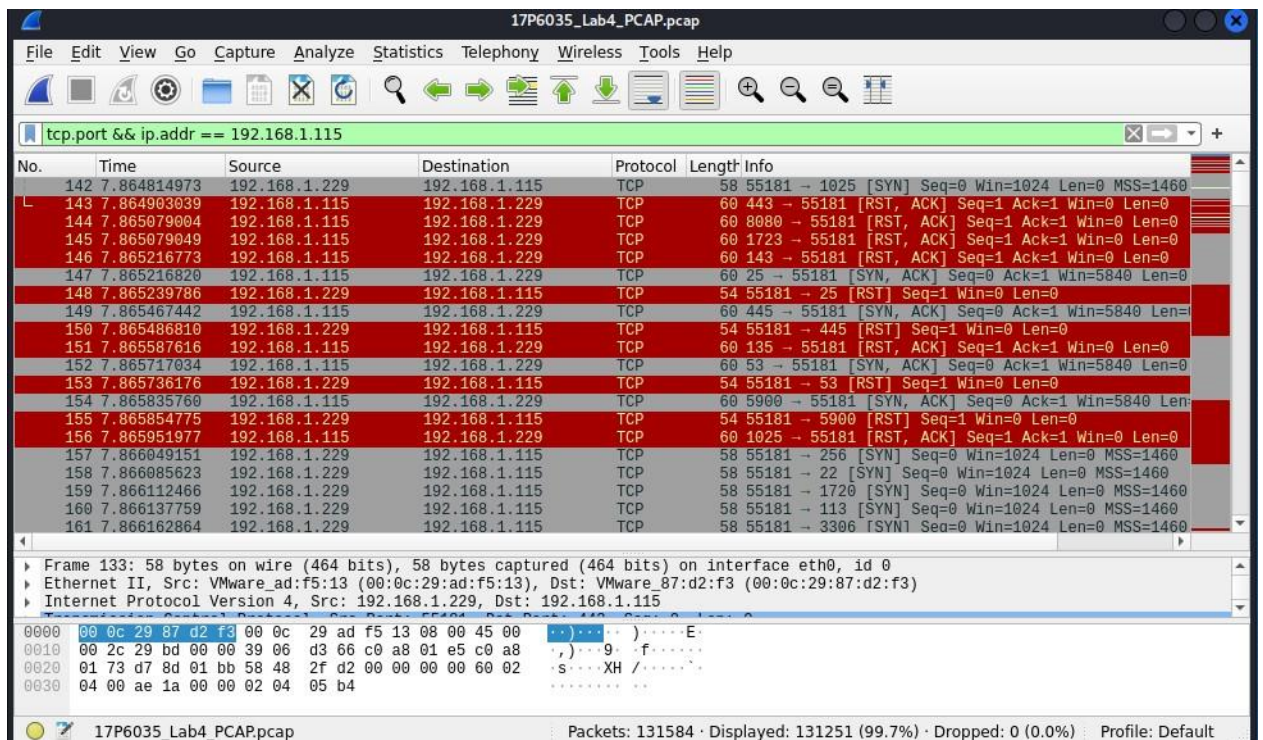 17P6035_Lab4_PCAP.pcap
File Edit View Go Capture Analyze Statistics Telephony Wireless Tools Help
tcp.port && ip.addr == 192.168.1.115
No. Time Source Destination Protocol Length Info
142 7.864814973 192.168.1.229 192.168.1.115 TCP 58 55181 → 1025 [SYN] Seq=0 Win=1024 Len=0 MSS=1460
143 7.864903039 192.168.1.115 192.168.1.229 TCP 60 443 → 55181 [RST, ACK] Seq=1 Ack=1 Win=0 Len=0
144 7.865079004 192.168.1.115 192.168.1.229 TCP 60 8080 → 55181 [RST, ACK] Seq=1 Ack=1 Win=0 Len=0
145 7.865079049 192.168.1.115 192.168.1.229 TCP 60 1723 → 55181 [RST, ACK] Seq=1 Ack=1 Win=0 Len=0
146 7.865216773 192.168.1.115 192.168.1.229 TCP 60 143 → 55181 [RST, ACK] Seq=1 Ack=1 Win=0 Len=0
147 7.865216820 192.168.1.115 192.168.1.229 TCP 60 25 → 55181 [SYN, ACK] Seq=0 Ack=1 Win=5840 Len=0
148 7.865239786 192.168.1.229 192.168.1.115 TCP 54 55181 → 25 [RST] Seq=1 Win=0 Len=0
149 7.865467442 192.168.1.115 192.168.1.229 TCP 60 445 → 55181 [SYN, ACK] Seq=0 Ack=1 Win=5840 Len=
150 7.865486810 192.168.1.229 192.168.1.115 TCP 54 55181 → 445 [RST] Seq=1 Win=0 Len=0
151 7.865587616 192.168.1.115 192.168.1.229 TCP 60 135 → 55181 [RST, ACK] Seq=1 Ack=1 Win=0 Len=0
152 7.865717034 192.168.1.115 192.168.1.229 TCP 60 53 → 55181 [SYN, ACK] Seq=0 Ack=1 Win=5840 Len=0
153 7.865736176 192.168.1.229 192.168.1.115 TCP 54 55181 → 53 [RST] Seq=1 Win=0 Len=0
154 7.865835760 192.168.1.115 192.168.1.229 TCP 60 5900 → 55181 [SYN, ACK] Seq=0 Ack=1 Win=5840 Len=
155 7.865854775 192.168.1.229 192.168.1.115 TCP 54 55181 → 5900 [RST] Seq=1 Win=0 Len=0
156 7.865951977 192.168.1.115 192.168.1.229 TCP 60 1025 → 55181 [RST, ACK] Seq=1 Ack=1 Win=0 Len=0
157 7.866049151 192.168.1.229 192.168.1.115 TCP 58 55181 → 256 [SYN] Seq=0 Win=1024 Len=0 MSS=1460
158 7.866085623 192.168.1.229 192.168.1.115 TCP 58 55181 → 22 [SYN] Seq=0 Win=1024 Len=0 MSS=1460
159 7.866112466 192.168.1.229 192.168.1.115 TCP 58 55181 → 1720 [SYN] Seq=0 Win=1024 Len=0 MSS=1460
160 7.866137759 192.168.1.229 192.168.1.115 TCP 58 55181 → 113 [SYN] Seq=0 Win=1024 Len=0 MSS=1460
161 7.866162864 192.168.1.229 192.168.1.115 TCP 58 55181 → 3306 [SYN] Seq=0 Win=1024 Len=0 MSS=1460
Frame 133: 58 bytes on wire (464 bits), 58 bytes captured (464 bits) on interface eth0, id 0
Ethernet II, Src: VMware_ad:f5:13 (00:0c:29:ad:f5:13), Dst: VMware_87:d2:f3 (00:0c:29:87:d2:f3)
Internet Protocol Version 4, Src: 192.168.1.229, Dst: 192.168.1.115
0000 00 0c 29 87 d2 f3 00 0c 29 ad f5 13 08 00 45 00 ··)····· )·····E·
0010 00 2c 29 bd 00 00 39 06 d3 66 c0 a8 01 e5 c0 a8 ·,)···9· ·f······
0020 01 73 d7 8d 01 bb 58 48 2f d2 00 00 00 00 60 02 ·s····XH /·····`·
0030 04 00 ae 1a 00 00 02 04 05 b4 ········ ··
17P6035_Lab4_PCAP.pcap Packets: 131584 · Displayed: 131251 (99.7%) · Dropped: 0 (0.0%) Profile: Default